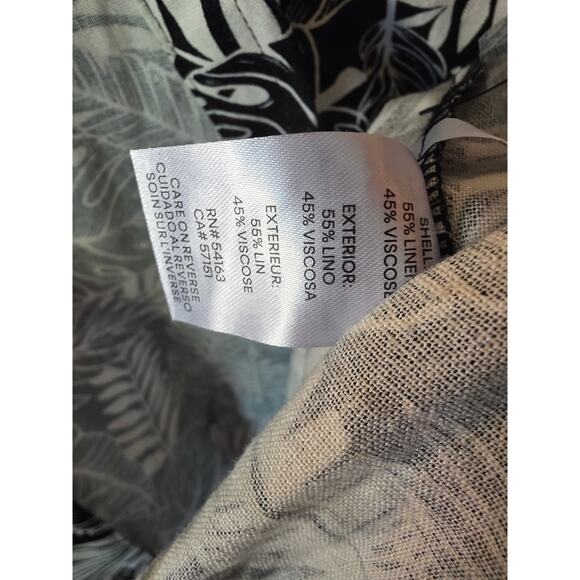 SHELL
55% LINE
45% VISCOSE
EXTERIOR:
55% LINO
45% VISCOSA
EXTERIEUR:
55% LIN
45% VISCOSE
RN# 54163
CA# 57151
CARE ON REVERSE
CUIDADO AL REVERSO
SOIN SUR L'INVERSE